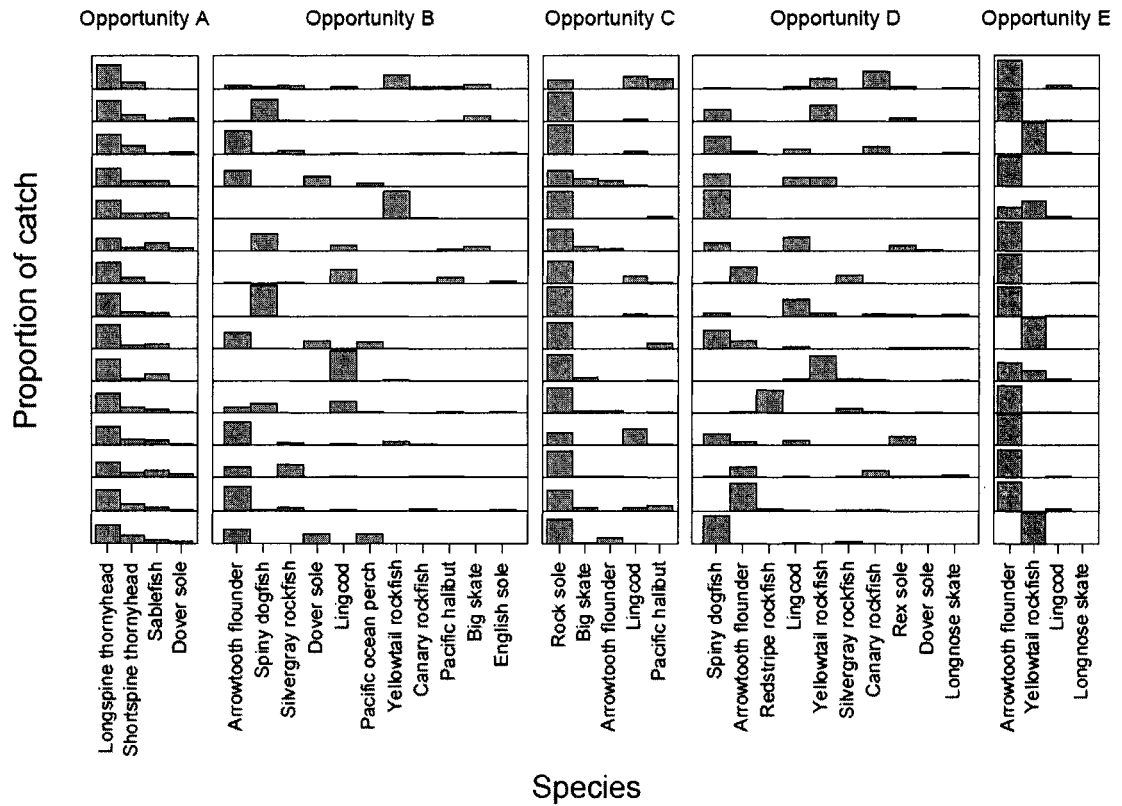 Opportunity A
Opportunity B
Opportunity C
Opportunity D
Opportunity E
Proportion of catch
Longspine thornyhead
Shortspine thornyhead
Sablefish
Dover sole
Arrowtooth flounder
Spiny dogfish
Silvergray rockfish
Dover sole
Lingcod
Pacific ocean perch
Yellowtail rockfish
Canary rockfish
Pacific halibut
Big skate
English sole
Rock sole
Big skate
Arrowtooth flounder
Lingcod
Pacific halibut
Spiny dogfish
Arrowtooth flounder
Redstripe rockfish
Lingcod
Yellowtail rockfish
Silvergray rockfish
Canary rockfish
Rex sole
Dover sole
Longnose skate
Arrowtooth flounder
Yellowtail rockfish
Lingcod
Longnose skate
Species